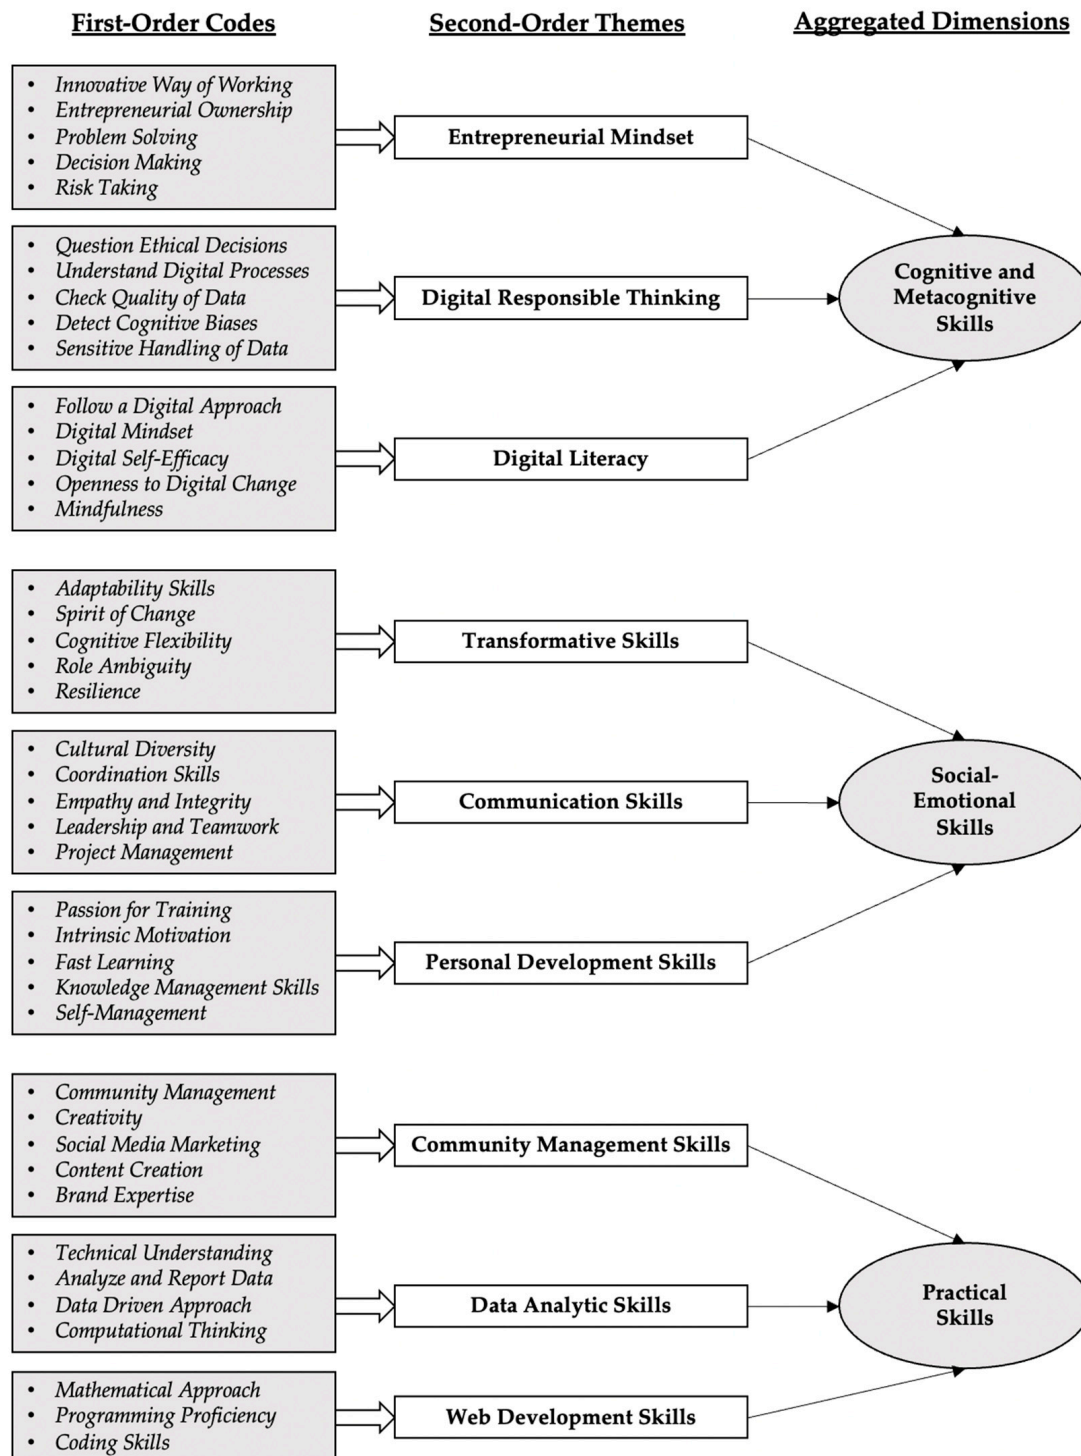 First-Order Codes
Second-Order Themes
Aggregated Dimensions
• Innovative Way of Working
• Entrepreneurial Ownership
• Problem Solving
• Decision Making
• Risk Taking
Entrepreneurial Mindset
• Question Ethical Decisions
• Understand Digital Processes
• Check Quality of Data
• Detect Cognitive Biases
• Sensitive Handling of Data
Digital Responsible Thinking
• Follow a Digital Approach
• Digital Mindset
• Digital Self-Efficacy
• Openness to Digital Change
• Mindfulness
Digital Literacy
Cognitive and
Metacognitive
Skills
• Adaptability Skills
• Spirit of Change
• Cognitive Flexibility
• Role Ambiguity
• Resilience
Transformative Skills
• Cultural Diversity
• Coordination Skills
• Empathy and Integrity
• Leadership and Teamwork
• Project Management
Communication Skills
• Passion for Training
• Intrinsic Motivation
• Fast Learning
• Knowledge Management Skills
• Self-Management
Personal Development Skills
Social-
Emotional
Skills
• Community Management
• Creativity
• Social Media Marketing
• Content Creation
• Brand Expertise
Community Management Skills
• Technical Understanding
• Analyze and Report Data
• Data Driven Approach
• Computational Thinking
Data Analytic Skills
• Mathematical Approach
• Programming Proficiency
• Coding Skills
Web Development Skills
Practical
Skills